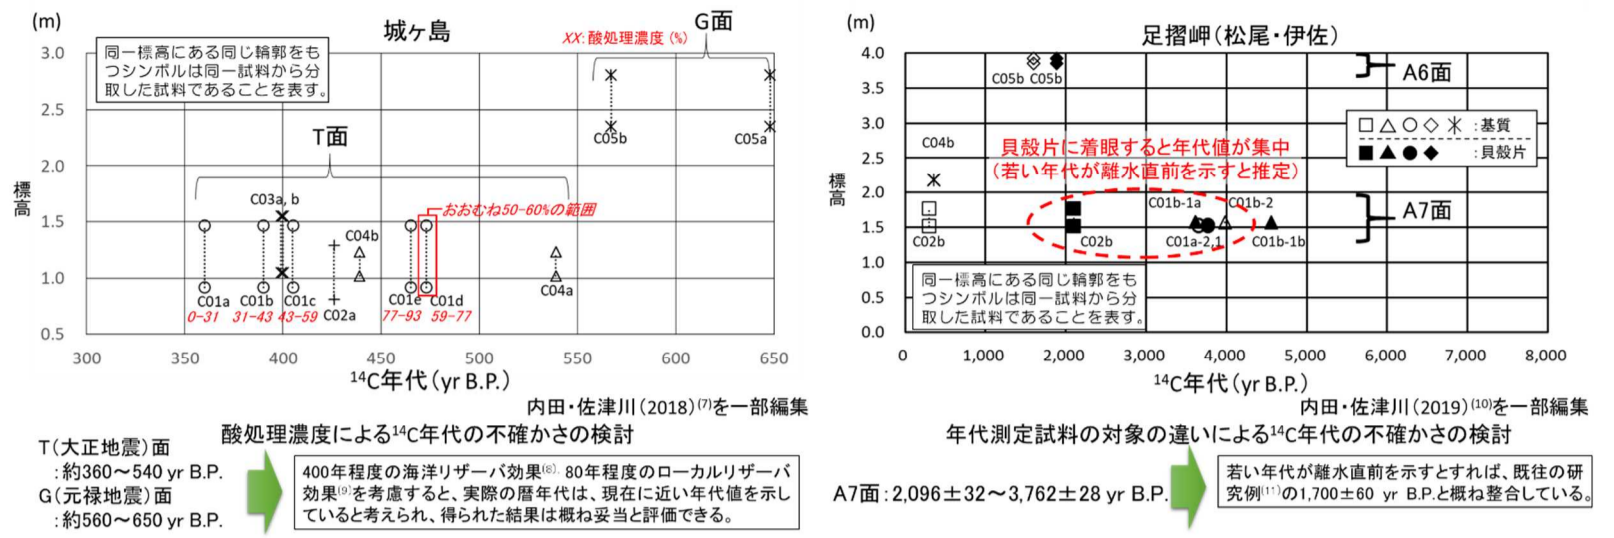 城ヶ島
(m)
G面
XX: 酸処理濃度 (%)
同一標高にある同じ輪郭をも
つシンボルは同一試料から分
取した試料であることを表す。
T面
3.0
2.5
2.0
1.5
1.0
0.5
標高
C05b
C05a
C03a, b
おおむね50-60%の範囲
C04b
C01a
C01b
C01c
C02a
C01e
C01d
C04a
0-31
31-43
43-59
77-93
59-77
300
350
400
450
500
550
600
650
14C年代(yr B.P.)
内田・佐津川(2018)(7)を一部編集
酸処理濃度による14C年代の不確かさの検討
T(大正地震)面
:約360~540 yr B.P.
G(元禄地震)面
:約560~650 yr B.P.
400年程度の海洋リザーバ効果(8)、80年程度のローカルリザーバ
効果(9)を考慮すると、実際の暦年代は、現在に近い年代値を示し
ていると考えられ、得られた結果は概ね妥当と評価できる。
足摺岬(松尾・伊佐)
(m)
4.0
3.5
3.0
2.5
2.0
1.5
1.0
0.5
0.0
標高
C05b
C05b
A6面
:基質
:貝殻片
C04b
貝殻片に着眼すると年代値が集中
(若い年代が離水直前を示すと推定)
C01b-1a
C01b-2
A7面
C02b
C02b
C01a-2,1
C01b-1b
同一標高にある同じ輪郭をも
つシンボルは同一試料から分
取した試料であることを表す。
0
1,000
2,000
3,000
4,000
5,000
6,000
7,000
8,000
14C年代(yr B.P.)
内田・佐津川(2019)(10)を一部編集
年代測定試料の対象の違いによる14C年代の不確かさの検討
A7面:2,096±32~3,762±28 yr B.P.
若い年代が離水直前を示すとすれば、既往の研
究例(11)の1,700±60 yr B.P.と概ね整合している。